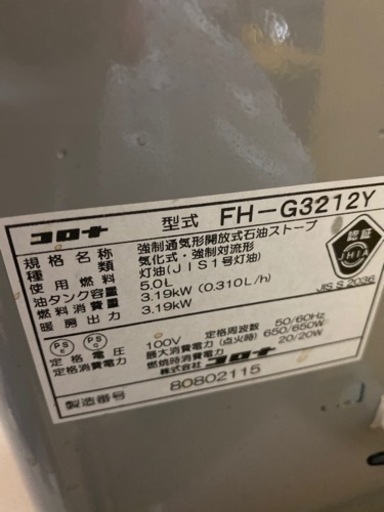 コロナ 型式 FH-G3212Y
規格名称 強制通気形開放式石油ストーブ
種類 気化式・強制対流形
使用燃料 灯油(JIS1号灯油)
油タンク容量 5.0L
燃料消費量 3.19kW (0.310L/h)
暖房出力 3.19kW
認証
JHIA
JIS S 2036
PS E PS C
定格電圧 100V 定格周波数 50/60Hz
定格消費電力 最大消費電力(点火時) 650/650W
燃焼時消費電力 20/20W
株式会社 コロナ
製造番号 80802115